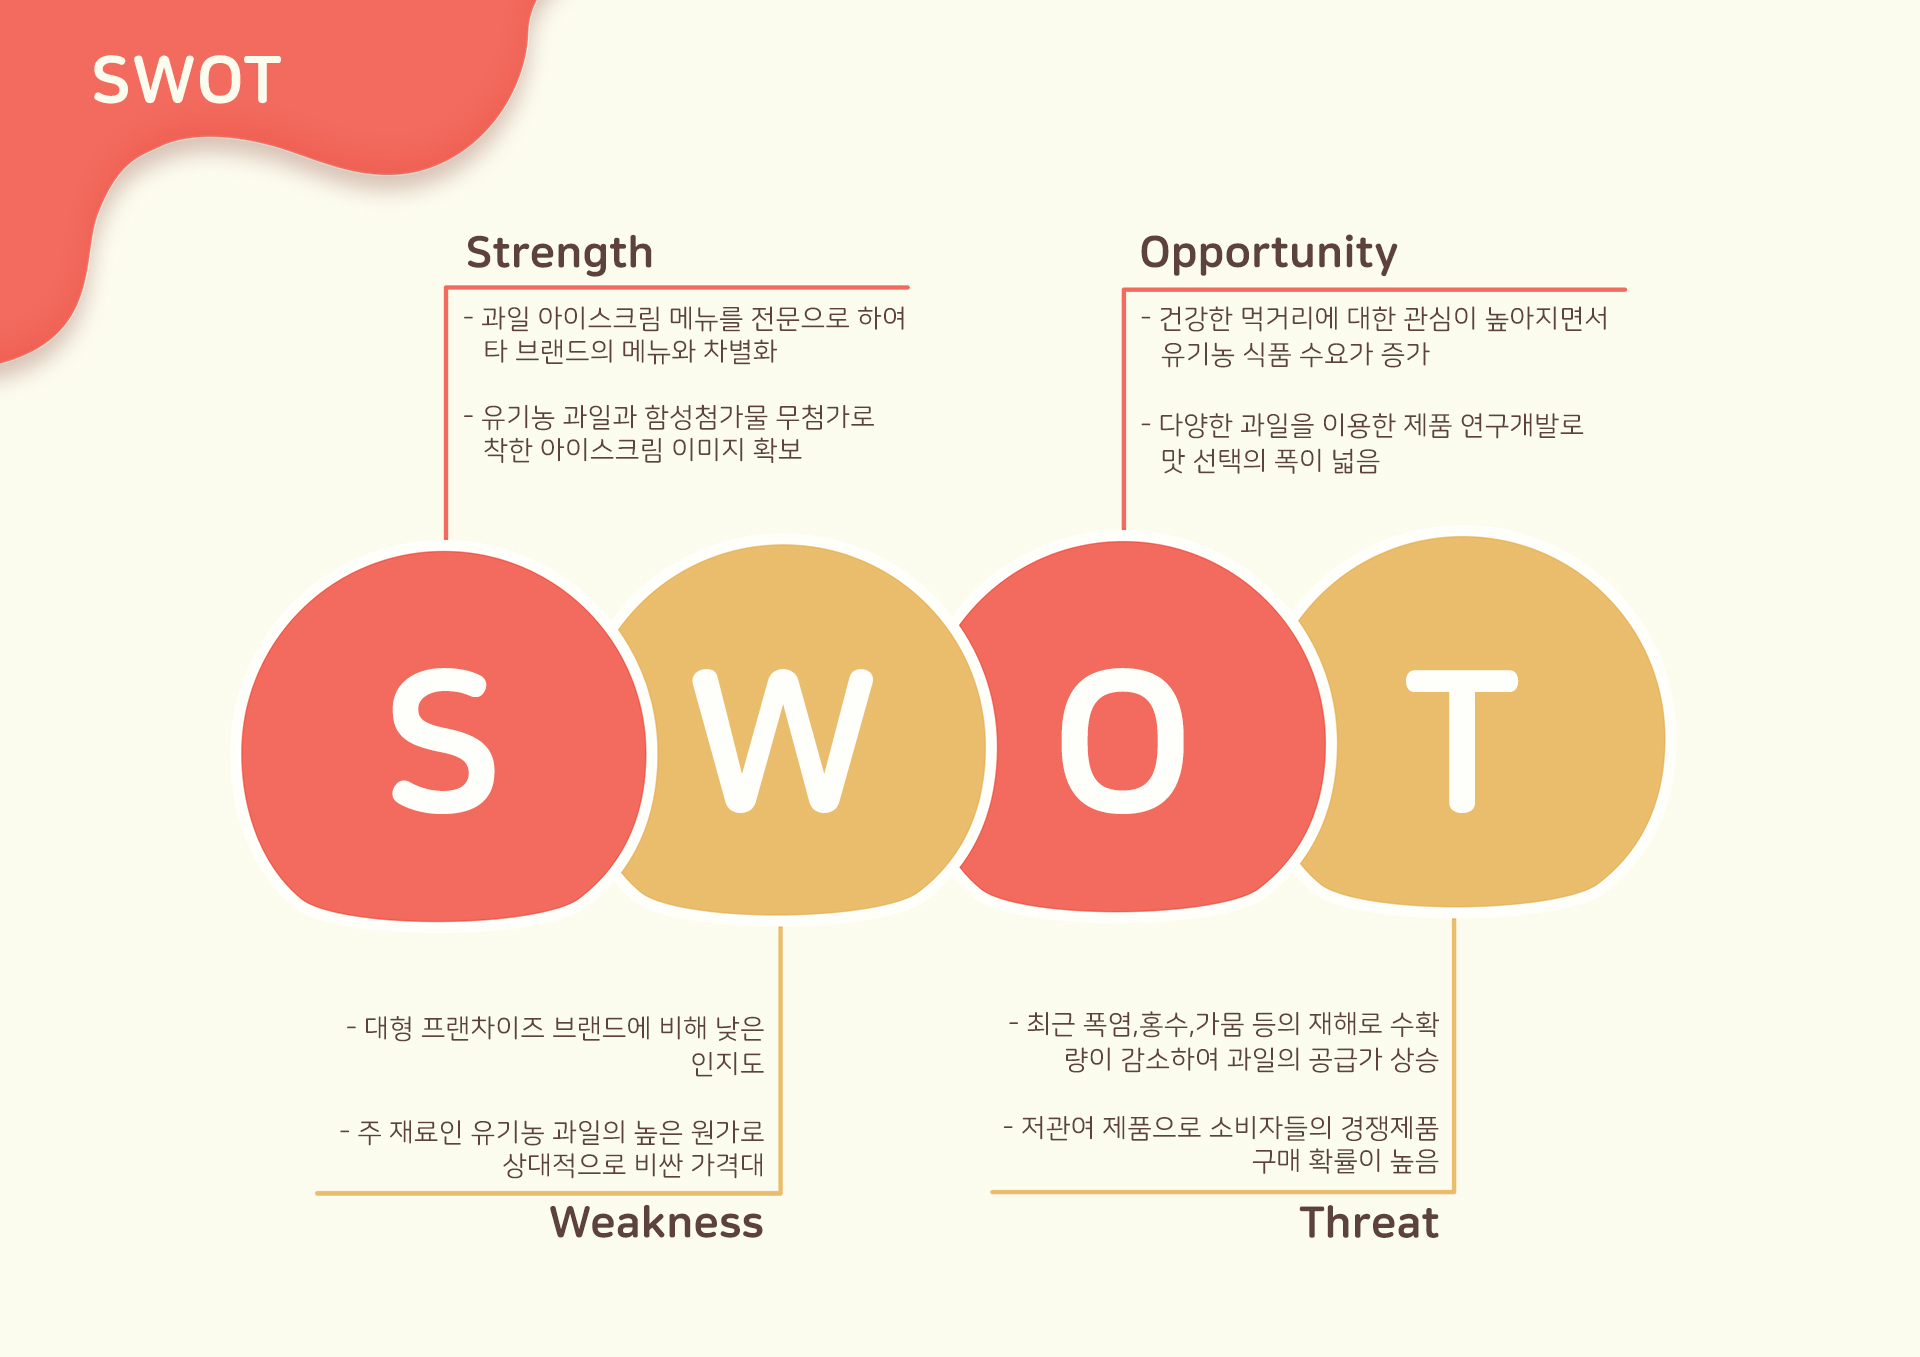 SWOT
Strength
- 과일 아이스크림 메뉴를 전문으로 하여
타 브랜드의 메뉴와 차별화
- 유기농 과일과 합성첨가물 무첨가로
착한 아이스크림 이미지 확보
Opportunity
- 건강한 먹거리에 대한 관심이 높아지면서
유기농 식품 수요가 증가
- 다양한 과일을 이용한 제품 연구개발로
맛 선택의 폭이 넓음
S
W
O
T
- 대형 프랜차이즈 브랜드에 비해 낮은
인지도
- 주 재료인 유기농 과일의 높은 원가로
상대적으로 비싼 가격대
Weakness
- 최근 폭염,홍수,가뭄 등의 재해로 수확
량이 감소하여 과일의 공급가 상승
- 저관여 제품으로 소비자들의 경쟁제품
구매 확률이 높음
Threat